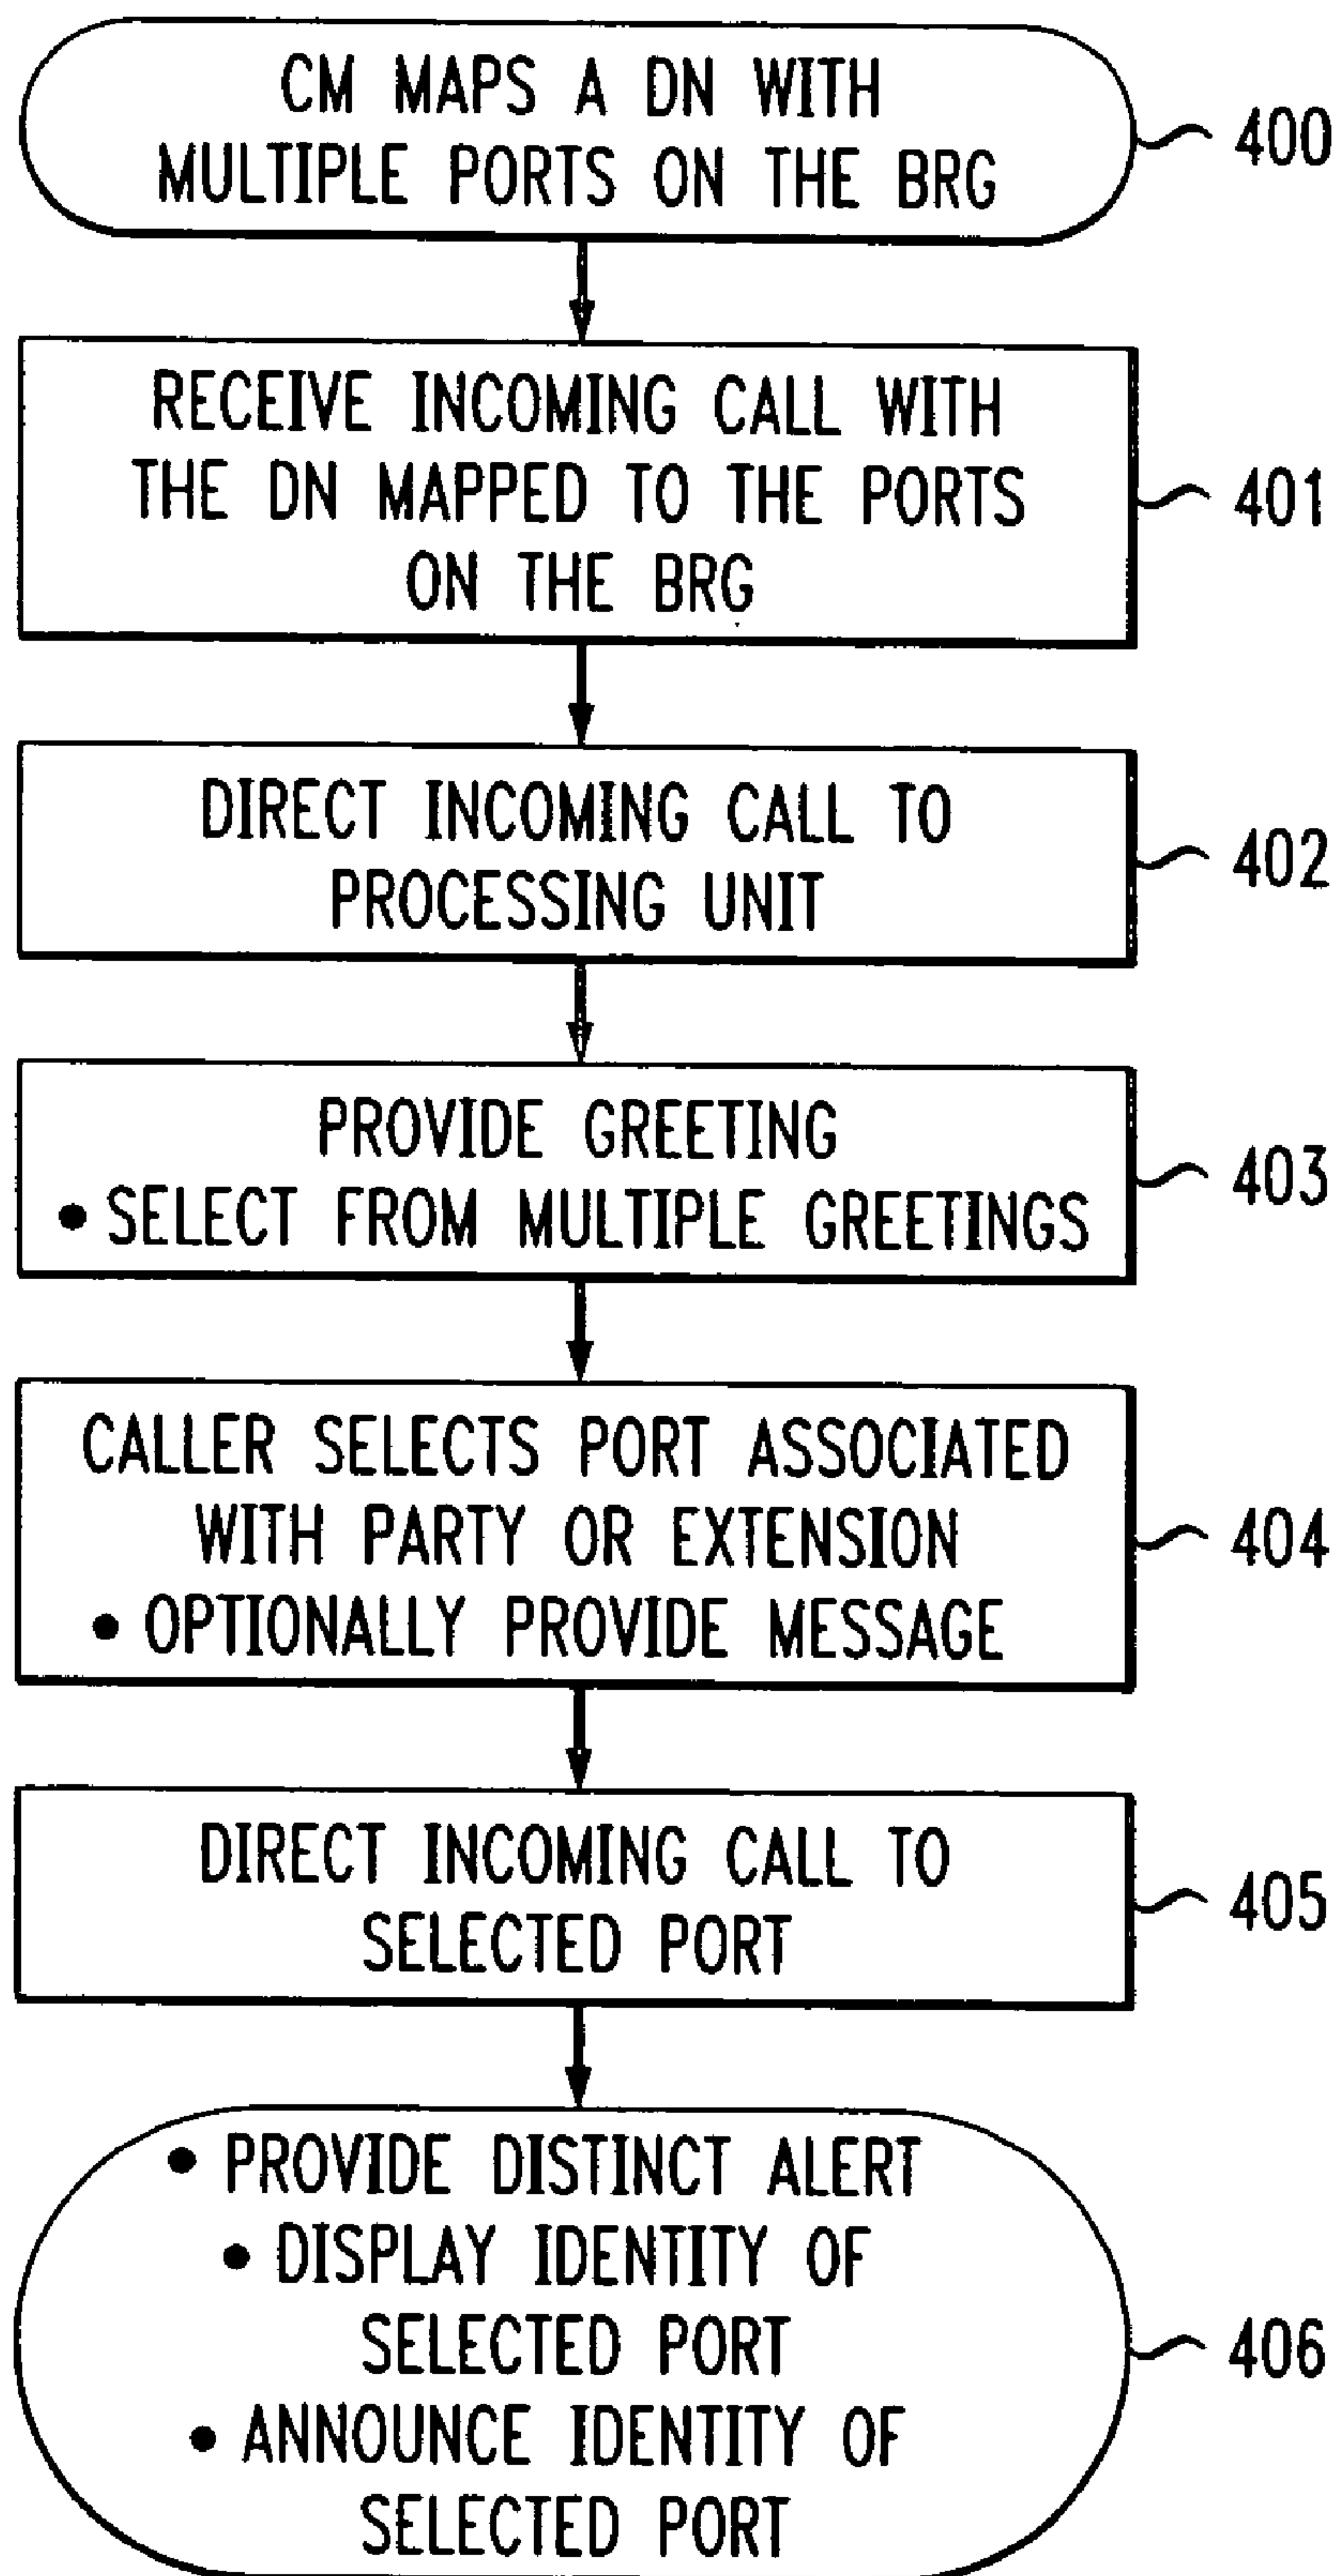 CM MAPS A DN WITH
MULTIPLE PORTS ON THE BRG
400
RECEIVE INCOMING CALL WITH
THE DN MAPPED TO THE PORTS
ON THE BRG
401
DIRECT INCOMING CALL TO
PROCESSING UNIT
402
PROVIDE GREETING
• SELECT FROM MULTIPLE GREETINGS
403
CALLER SELECTS PORT ASSOCIATED
WITH PARTY OR EXTENSION
• OPTIONALLY PROVIDE MESSAGE
404
DIRECT INCOMING CALL TO
SELECTED PORT
405
• PROVIDE DISTINCT ALERT
• DISPLAY IDENTITY OF
SELECTED PORT
• ANNOUNCE IDENTITY OF
SELECTED PORT
406